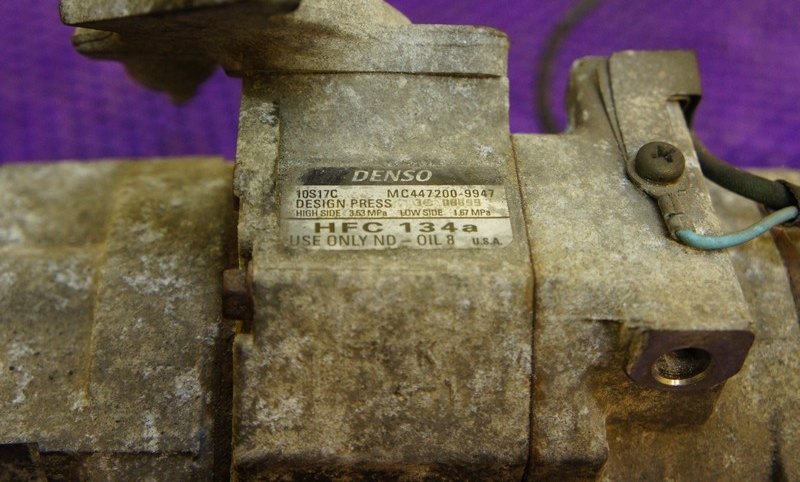 DENSO
10S17C MC447200-9947
DESIGN PRESS
HIGH SIDE 3.53 MPa LOW SIDE 1.67 MPa
HFC 134a
USE ONLY ND-OIL 8 U.S.A.